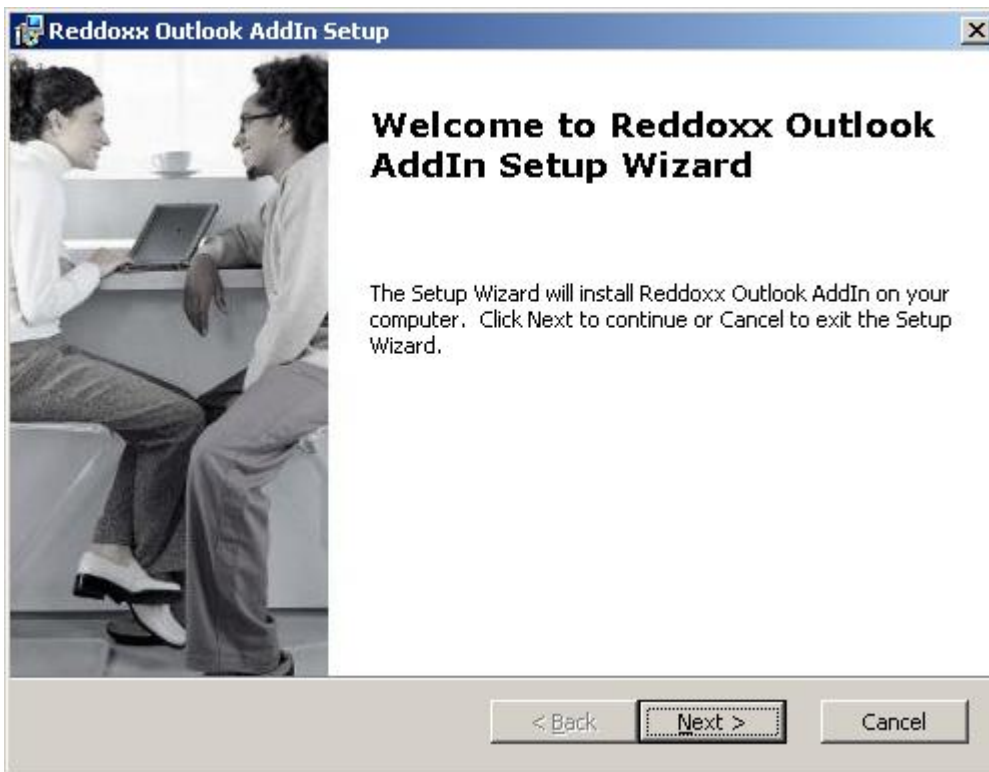 Reddoxx Outlook AddIn Setup
Welcome to Reddoxx Outlook
AddIn Setup Wizard
The Setup Wizard will install Reddoxx Outlook AddIn on your
computer. Click Next to continue or Cancel to exit the Setup
Wizard.
< Back
Next >
Cancel